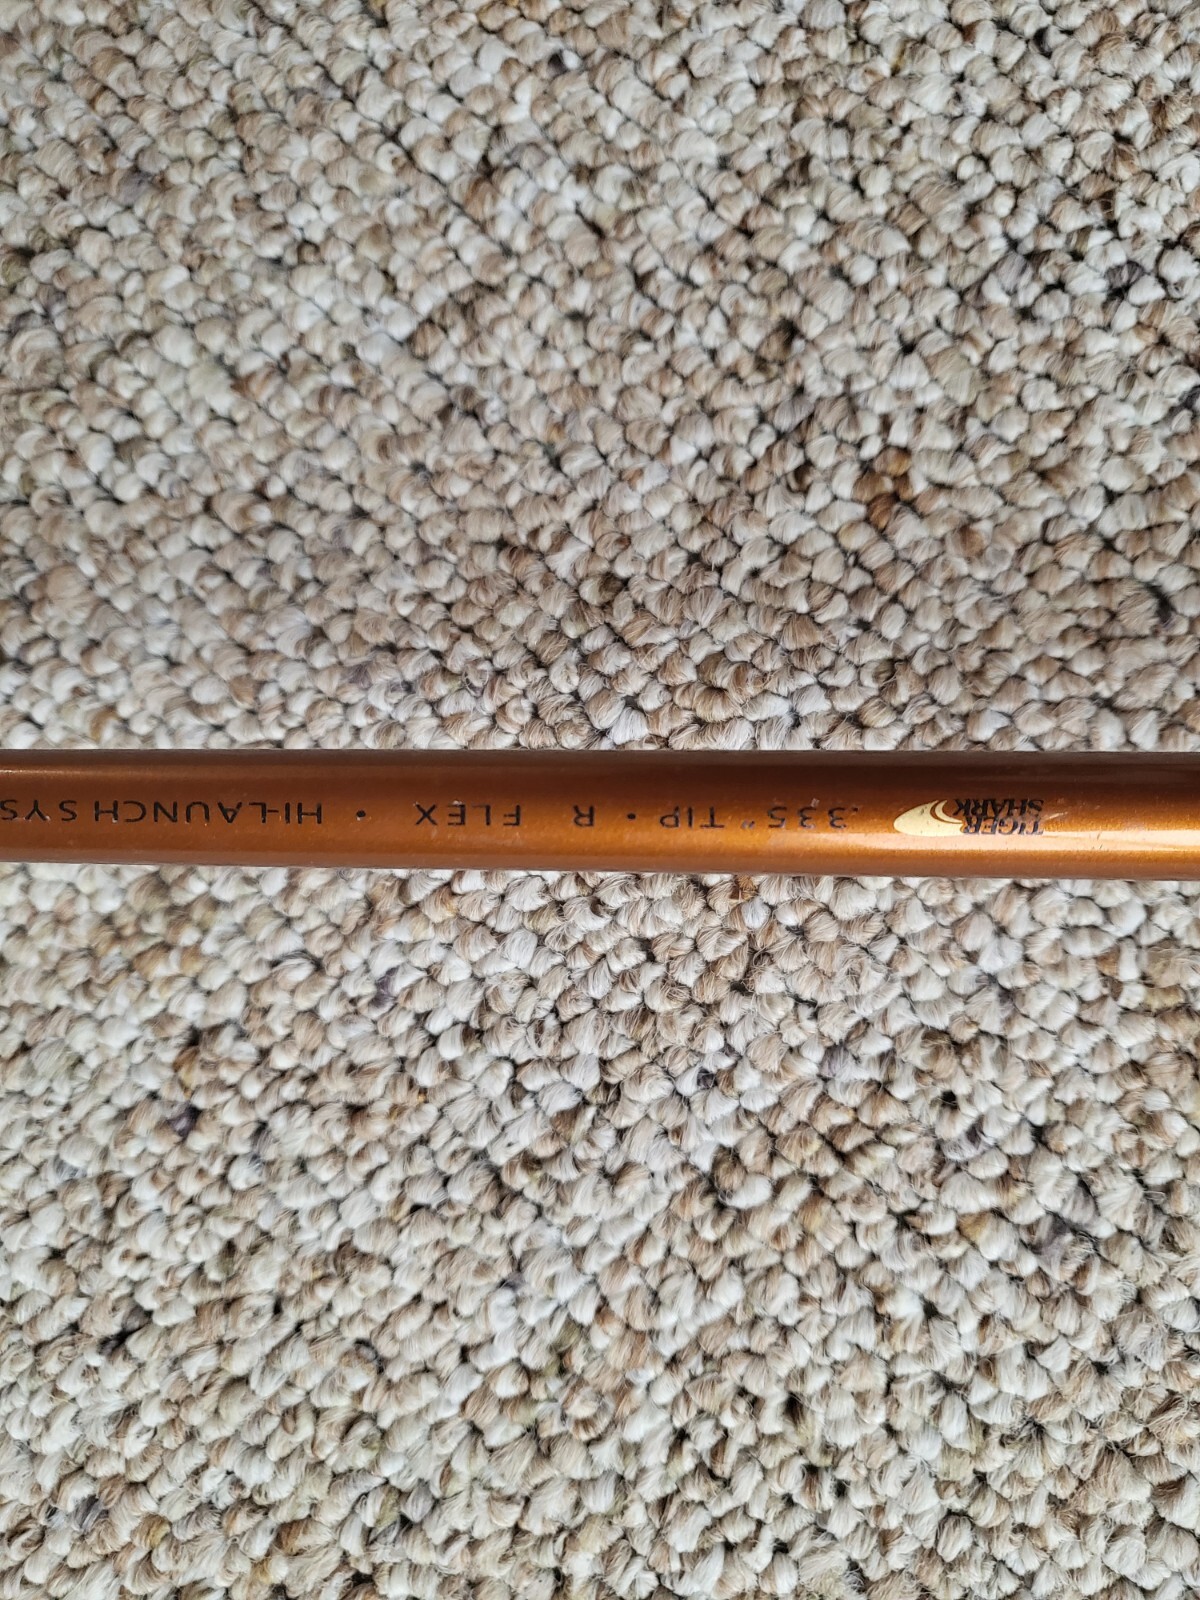 TIGER
SHARK
.335" TIP • R FLEX • HI-LAUNCH SYS